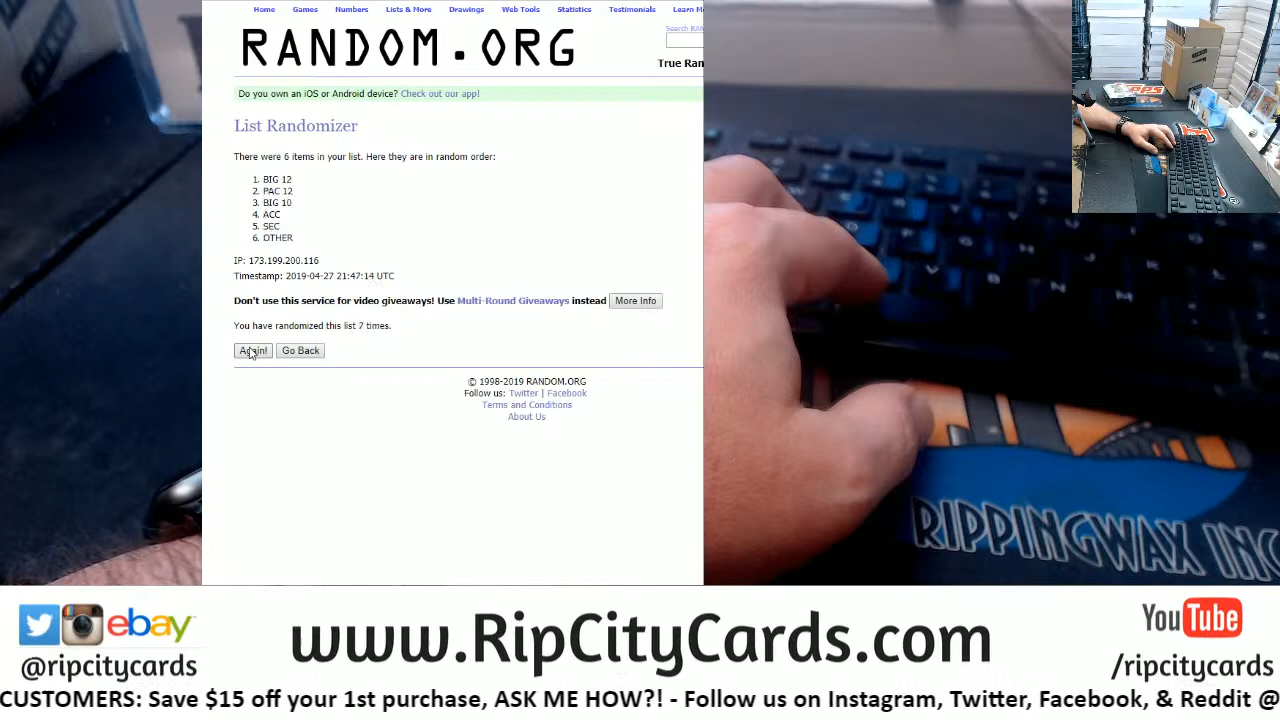 Home Games Numbers Lists & More Drawings Web Tools Statistics Testimonials Learn
RANDOM.ORG
Search
True
Do you own an iOS or Android device? Check out our app!
List Randomizer
There were 6 items in your list. Here they are in random order:
1. BIG 12
2. PAC 12
3. BIG 10
4. ACC
5. SEC
6. OTHER
IP: 173.199.200.116
Timestamp: 2019-04-27 21:47:14 UTC
Don't use this service for video giveaways! Use Multi-Round Giveaways instead More Info
You have randomized this list 7 times.
Again! Go Back
© 1998-2019 RANDOM.ORG
Follow us: Twitter | Facebook
Terms and Conditions
About Us
RIPPINGWAX INC
ebay
@ripcitycards
www.RipCityCards.com
YouTube
/ripcitycards
CUSTOMERS: Save $15 off your 1st purchase, ASK ME HOW?! - Follow us on Instagram, Twitter, Facebook, & Reddit @